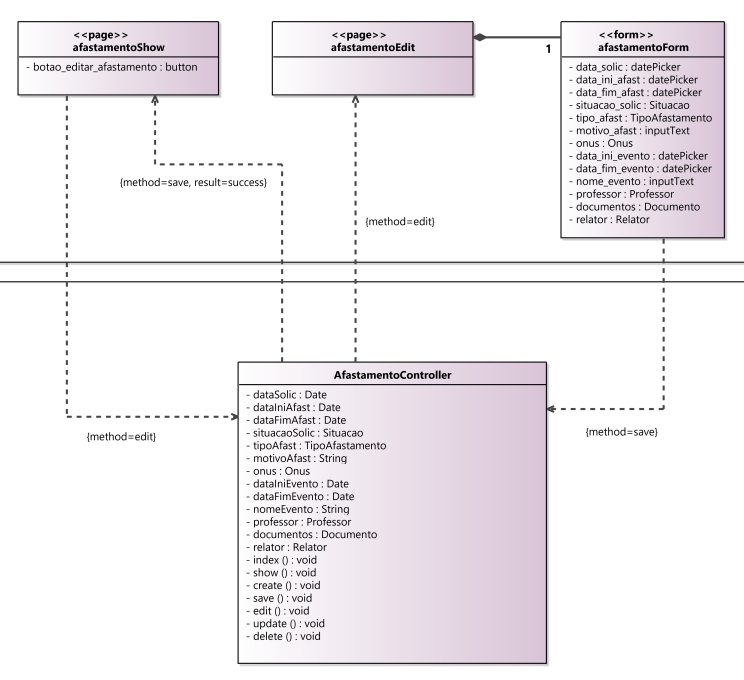 <<page>>
afastamentoShow
- botao_editar_afastamento : button
<<page>>
afastamentoEdit
1
<<form>>
afastamentoForm
- data_solic : datePicker
- data_ini_afast : datePicker
- data_fim_afast : datePicker
- situacao_solic : Situacao
- tipo_afast : TipoAfastamento
- motivo_afast : inputText
- onus : Onus
- data_ini_evento : datePicker
- data_fim_evento : datePicker
- nome_evento : inputText
- professor : Professor
- documentos : Documento
- relator : Relator
{method=save, result=success}
{method=edit}
{method=edit}
{method=save}
AfastamentoController
- dataSolic : Date
- dataIniAfast : Date
- dataFimAfast : Date
- situacaoSolic : Situacao
- tipoAfast : TipoAfastamento
- motivoAfast : String
- onus : Onus
- dataIniEvento : Date
- dataFimEvento : Date
- nomeEvento : String
- professor : Professor
- documentos : Documento
- relator : Relator
- index () : void
- show () : void
- create () : void
- save () : void
- edit () : void
- update () : void
- delete () : void